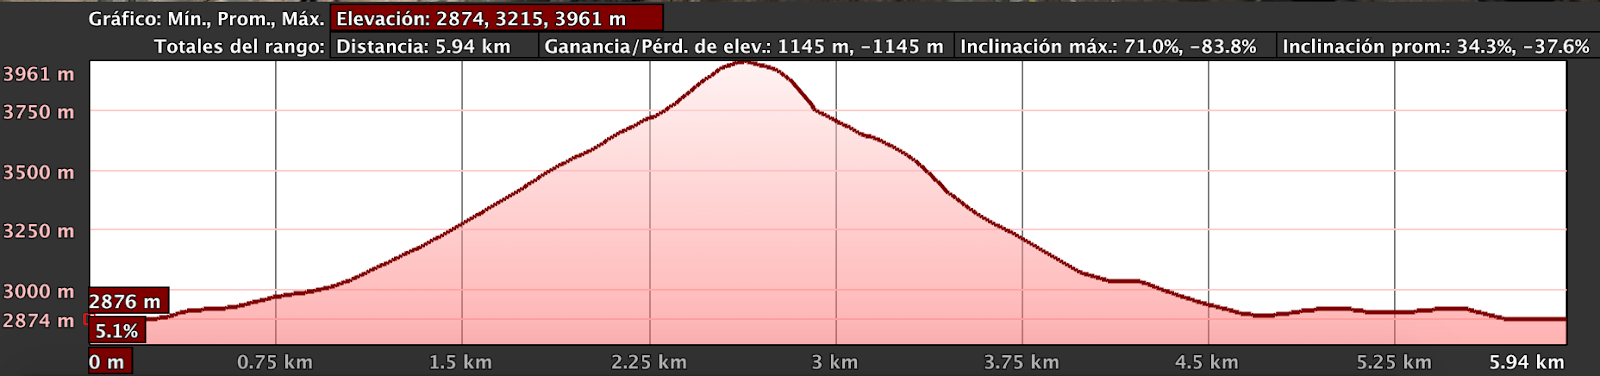 Gráfico: Mín., Prom., Máx. Elevación: 2874, 3215, 3961 m
Totales del rango: Distancia: 5.94 km Ganancia/Pérd. de elev.: 1145 m, -1145 m Inclinación máx.: 71.0%, -83.8% Inclinación prom.: 34.3%, -37.6%
3961 m
3750 m
3500 m
3250 m
3000 m
2876 m
2874 m
5.1%
0 m 0.75 km 1.5 km 2.25 km 3 km 3.75 km 4.5 km 5.25 km 5.94 km